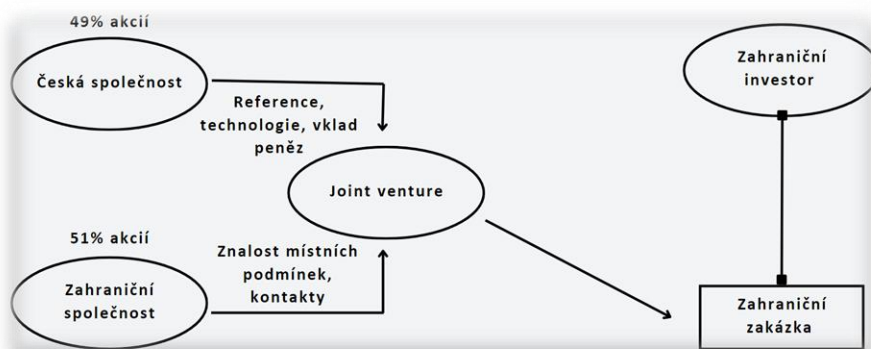 49% akcií
Česká společnost
Reference,
technologie, vklad
peněz
Joint venture
51% akcií
Zahraniční
společnost
Znalost místních
podmínek,
kontakty
Zahraniční
investor
Zahraniční
zakázka